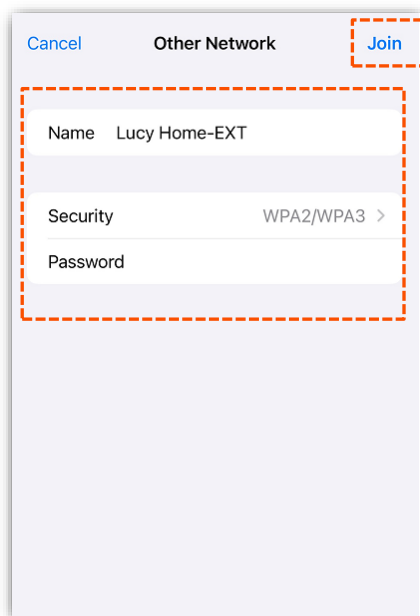 Cancel Other Network Join
Name Lucy Home-EXT
Security WPA2/WPA3 >
Password